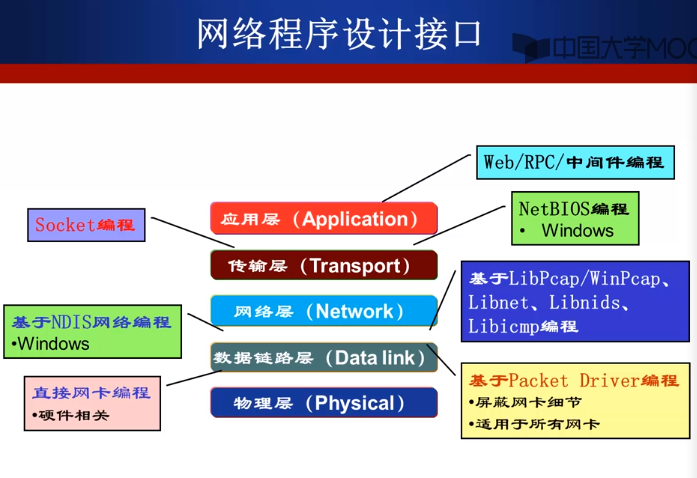 网络程序设计接口
中国大学MOO
Web/RPC/中间件编程
Socket编程
应用层（Application）
NetBIOS编程
• Windows
传输层（Transport）
基于LibPcap/WinPcap、
Libnet、Libnids、
Libicmp编程
基于NDIS网络编程
•Windows
网络层（Network）
数据链路层（Data link）
直接网卡编程
•硬件相关
物理层（Physical）
基于Packet Driver编程
•屏蔽网卡细节
•适用于所有网卡